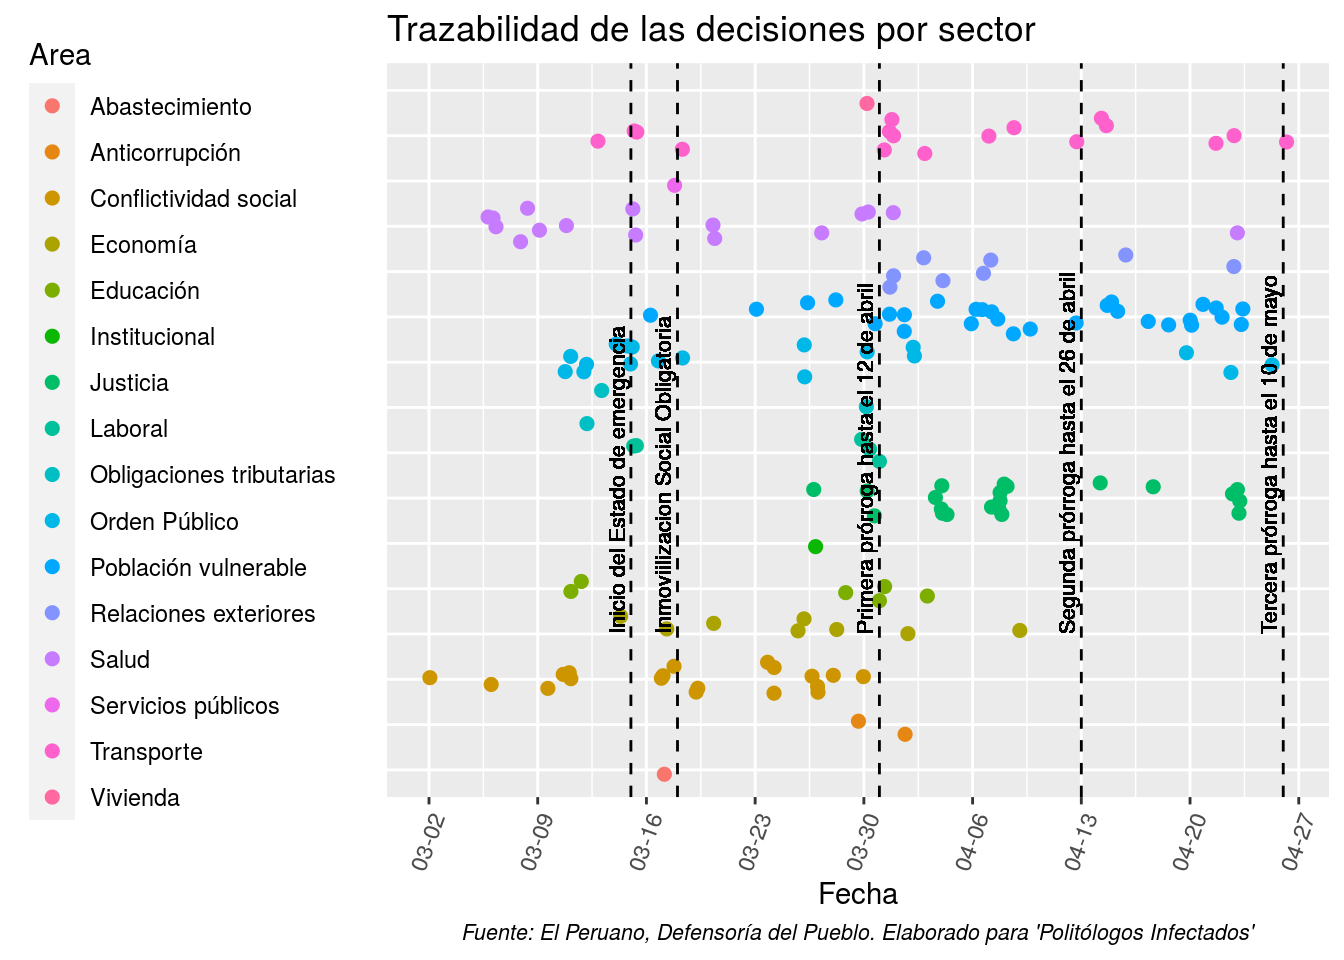 Trazabilidad de las decisiones por sector
Area
Abastecimiento
Anticorrupción
Conflictividad social
Economía
Educación
Institucional
Justicia
Laboral
Obligaciones tributarias
Orden Público
Población vulnerable
Relaciones exteriores
Salud
Servicios públicos
Transporte
Vivienda
Inicio del Estado de emergencia
Inmoviilizacion Social Obligatoria
Primera prórroga hasta el 12 de abril
Segunda prórroga hasta el 26 de abril
Tercera prórroga hasta el 10 de mayo
03-02
03-09
03-16
03-23
03-30
04-06
04-13
04-20
04-27
Fecha
Fuente: El Peruano, Defensoría del Pueblo. Elaborado para 'Politólogos Infectados'